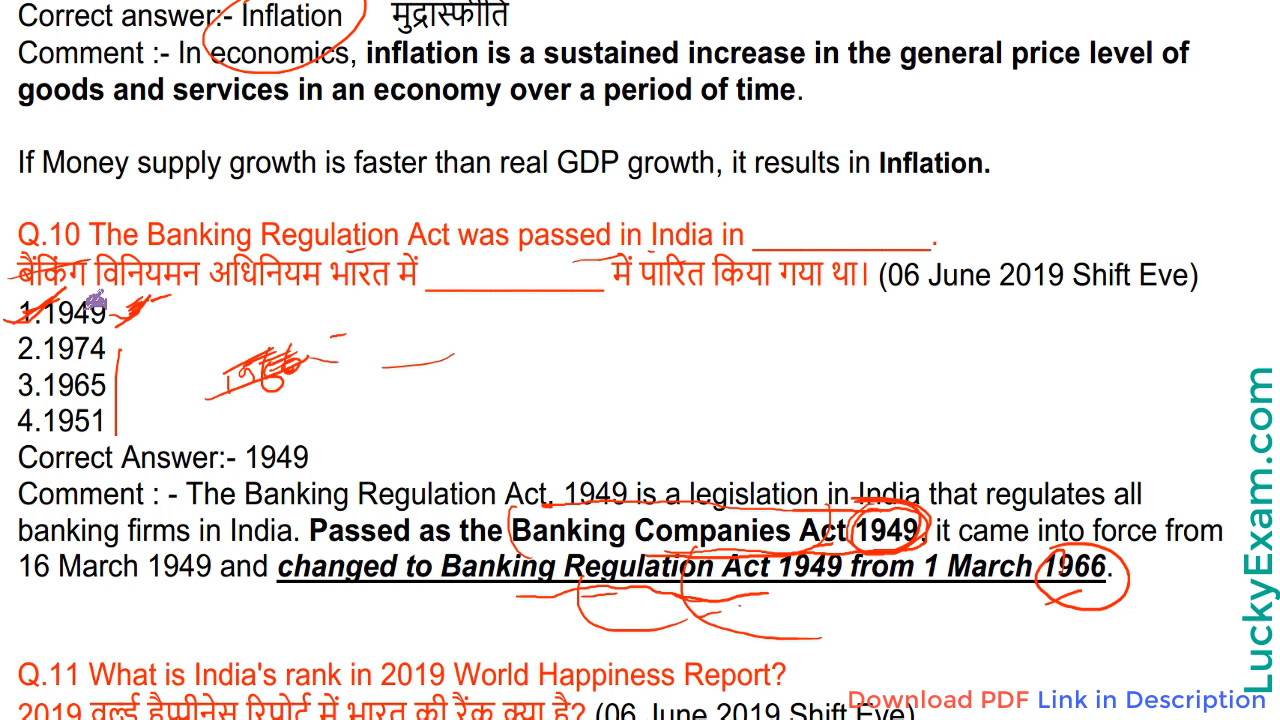 Correct answer:- Inflation मुद्रास्फीति
Comment :- In economics, inflation is a sustained increase in the general price level of
goods and services in an economy over a period of time.
If Money supply growth is faster than real GDP growth, it results in Inflation.
Q.10 The Banking Regulation Act was passed in India in ____________.
बैंकिंग विनियमन अधिनियम भारत में ____________ में पारित किया गया था। (06 June 2019 Shift Eve)
1.1949
2.1974
3.1965
1966
4.1951
Correct Answer:- 1949
Comment : - The Banking Regulation Act, 1949 is a legislation in India that regulates all
banking firms in India. Passed as the Banking Companies Act 1949, it came into force from
16 March 1949 and changed to Banking Regulation Act 1949 from 1 March 1966.
Q.11 What is India's rank in 2019 World Happiness Report?
2019 वर्ल्ड हैप्पीनेस रिपोर्ट में भारत की रैंक क्या है? (06 June 2019 Shift Eve)
Download PDF Link in Description
LuckyExam.com